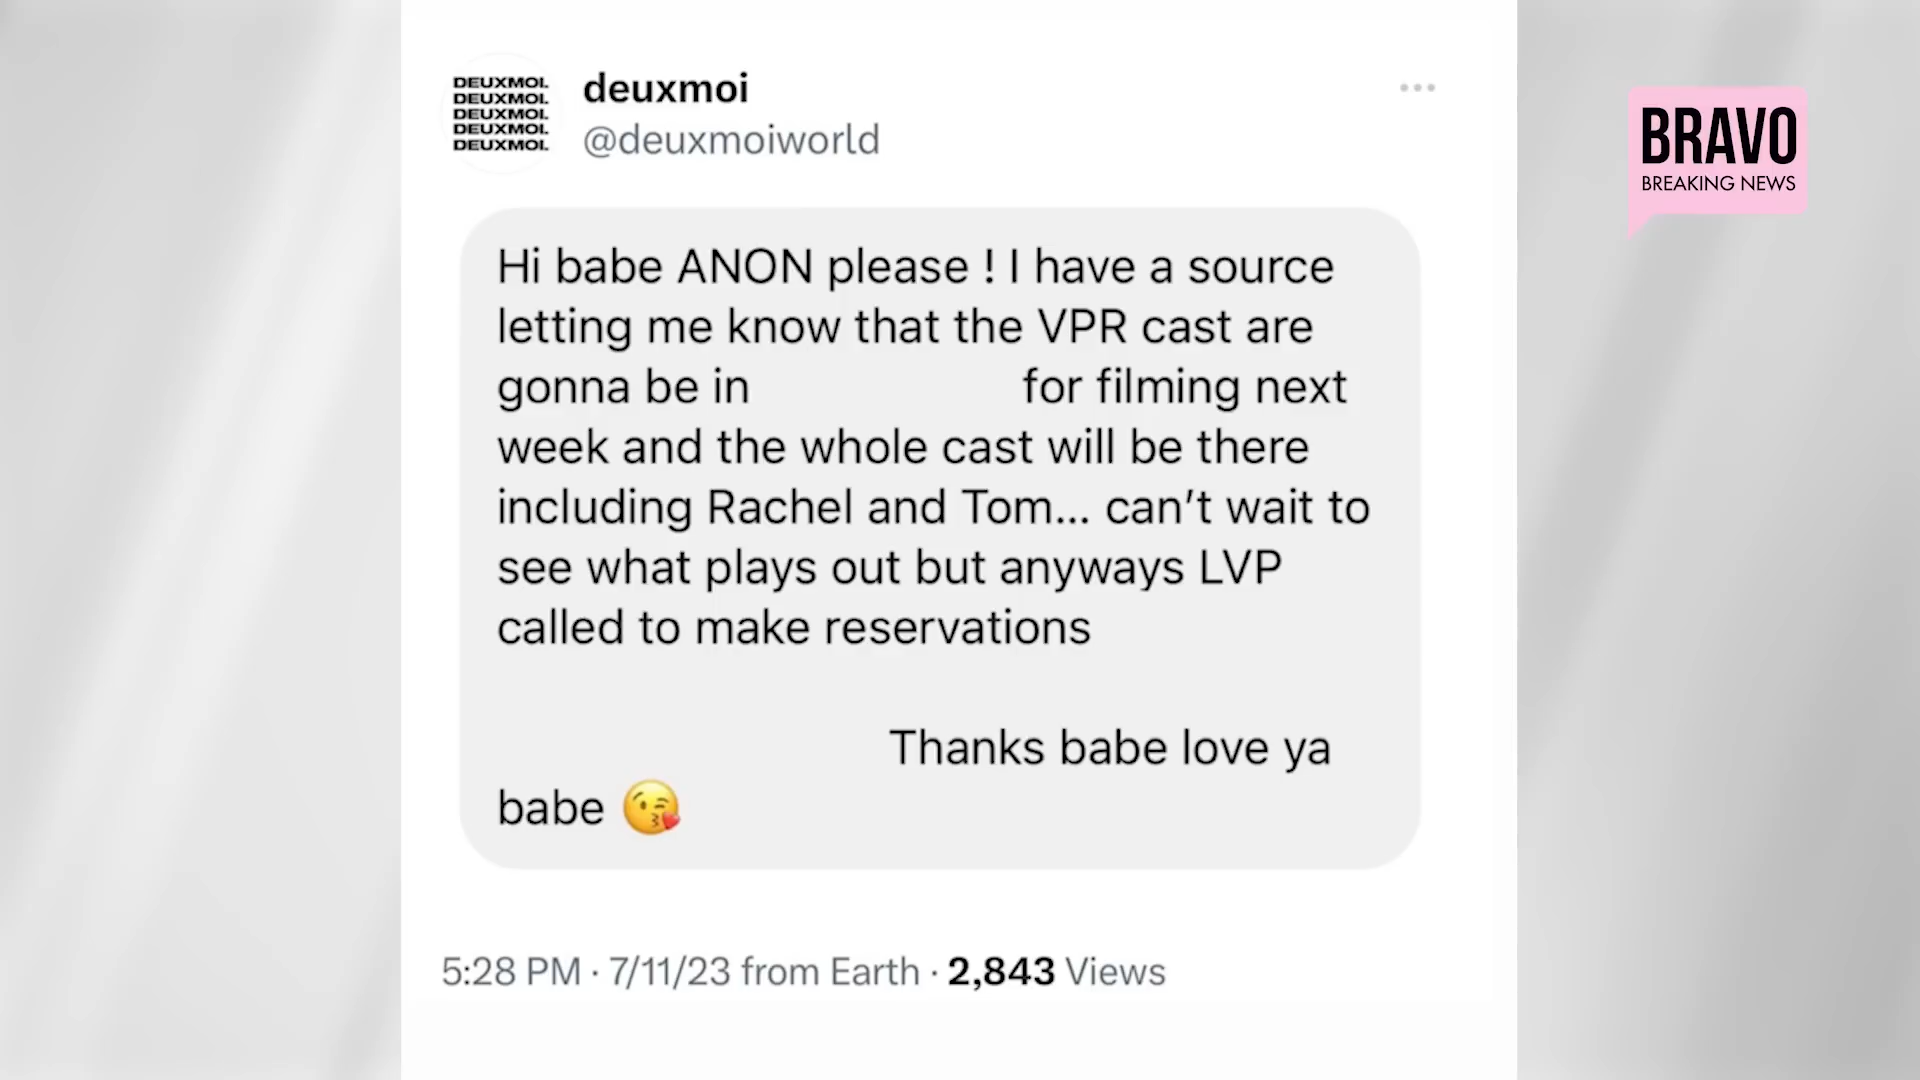 DEUXMOI.
DEUXMOI.
DEUXMOI.
DEUXMOI.
DEUXMOI.
deuxmoi
@deuxmoiworld
Hi babe ANON please ! I have a source
letting me know that the VPR cast are
gonna be in for filming next
week and the whole cast will be there
including Rachel and Tom... can't wait to
see what plays out but anyways LVP
called to make reservations
Thanks babe love ya
babe 😘
5:28 PM · 7/11/23 from Earth · 2,843 Views
BRAVO
BREAKING NEWS